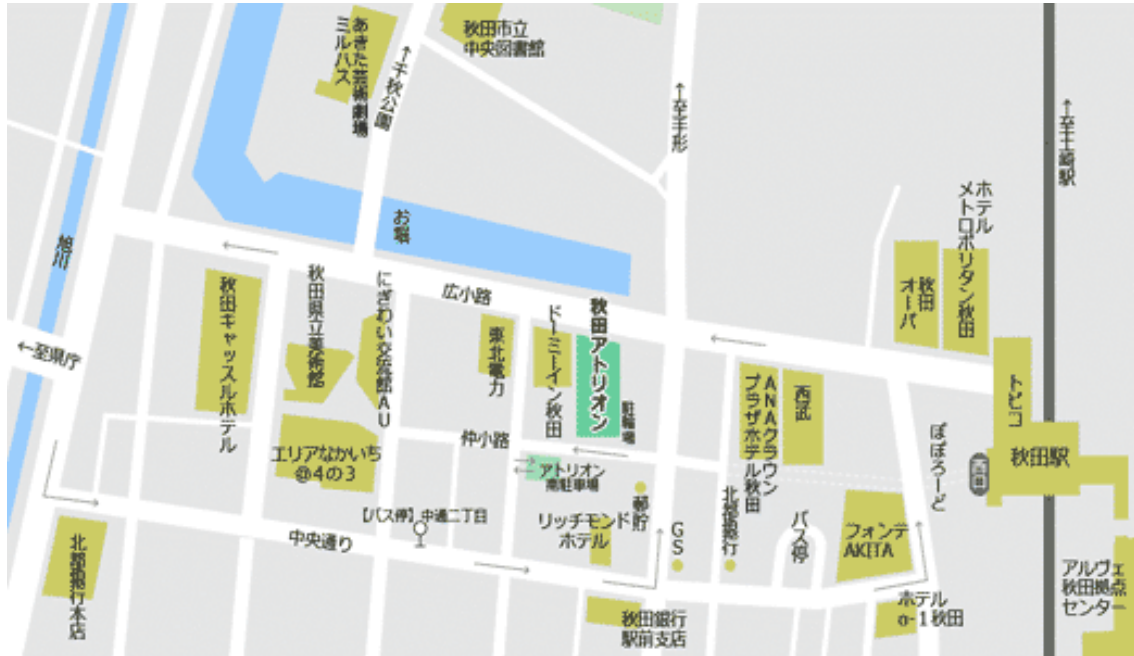 あきた芸術劇場
ミルハス
秋田市立
中央図書館
↑千秋公園
↑至手形
↑至土崎駅
ホテル
メトロポリタン秋田
秋田
オーパ
お堀
旭川
広小路
秋田キャッスルホテル
秋田県立美術館
にぎわい交流館AU
東北電力
ドーミーイン秋田
秋田アトリオン
駐輪場
ANAクラウン
プラザホテル秋田
西武
トピコ
←至県庁
仲小路
ぽぽろーど
秋田駅
エリアなかいち
@4の3
アトリオン
南駐車場
【バス停】中通二丁目
リッチモンド
ホテル
郵貯
GS
北都銀行
バス停
フォンテ
AKITA
中央通り
北都銀行本店
アルヴェ
秋田拠点
センター
ホテル
α-1秋田
秋田銀行
駅前支店